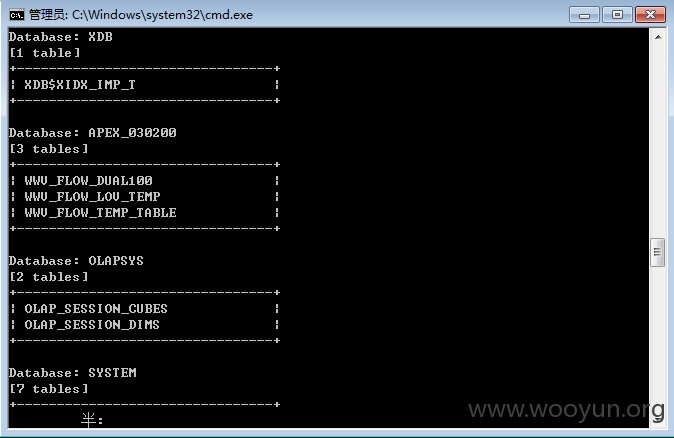 管理员: C:\Windows\system32\cmd.exe
Database: XDB
[1 table]
+--------------------------------+
¦ XDB$XIDX_IMP_T                 ¦
+--------------------------------+
Database: APEX_030200
[3 tables]
+--------------------------------+
¦ WWV_FLOW_DUAL100               ¦
¦ WWV_FLOW_LOV_TEMP              ¦
¦ WWV_FLOW_TEMP_TABLE            ¦
+--------------------------------+
Database: OLAPSYS
[2 tables]
+--------------------------------+
¦ OLAP_SESSION_CUBES             ¦
¦ OLAP_SESSION_DIMS              ¦
+--------------------------------+
Database: SYSTEM
[7 tables]
+--------------------------------+
半:
www.wooyun.org